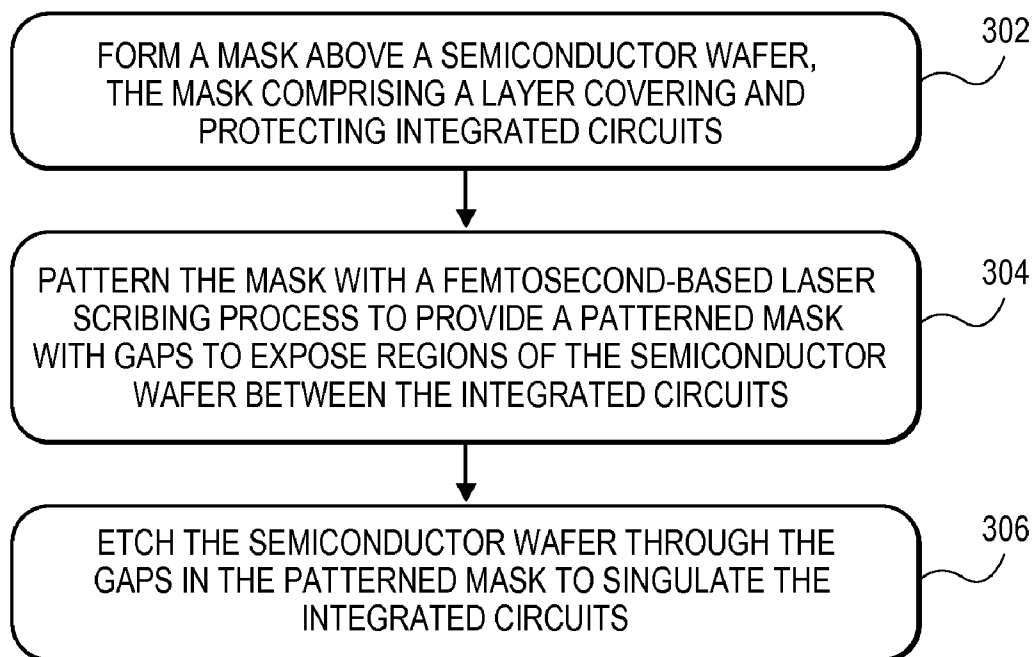 FORM A MASK ABOVE A SEMICONDUCTOR WAFER,
THE MASK COMPRISING A LAYER COVERING AND
PROTECTING INTEGRATED CIRCUITS
302
PATTERN THE MASK WITH A FEMTOSECOND-BASED LASER
SCRIBING PROCESS TO PROVIDE A PATTERNED MASK
WITH GAPS TO EXPOSE REGIONS OF THE SEMICONDUCTOR
WAFER BETWEEN THE INTEGRATED CIRCUITS
304
ETCH THE SEMICONDUCTOR WAFER THROUGH THE
GAPS IN THE PATTERNED MASK TO SINGULATE THE
INTEGRATED CIRCUITS
306